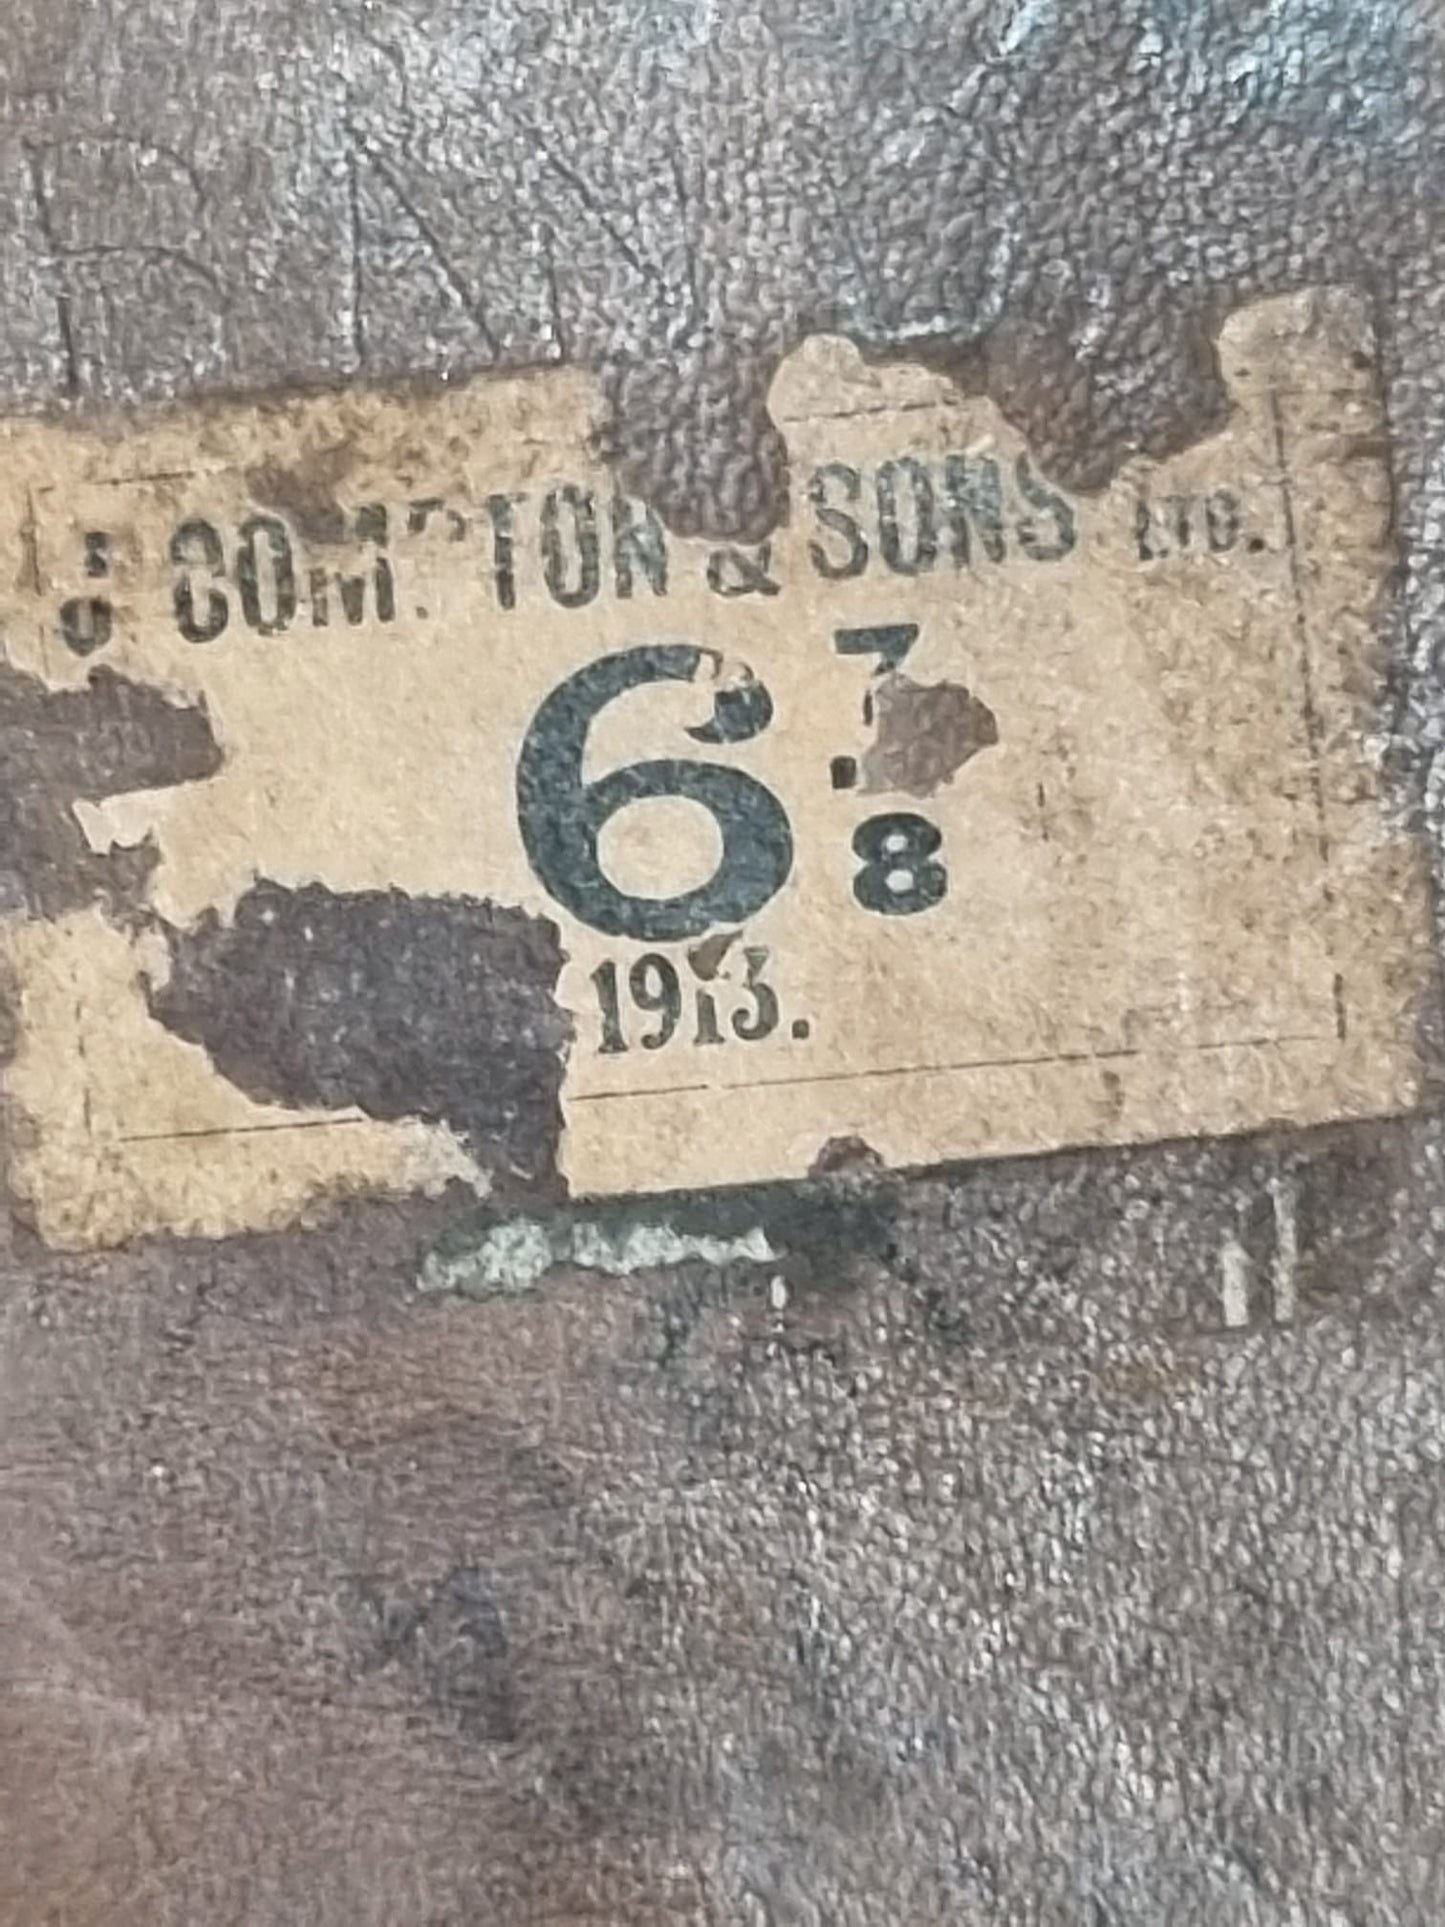 J. COMPTON & SONS LTD.
6 7/8
1913.